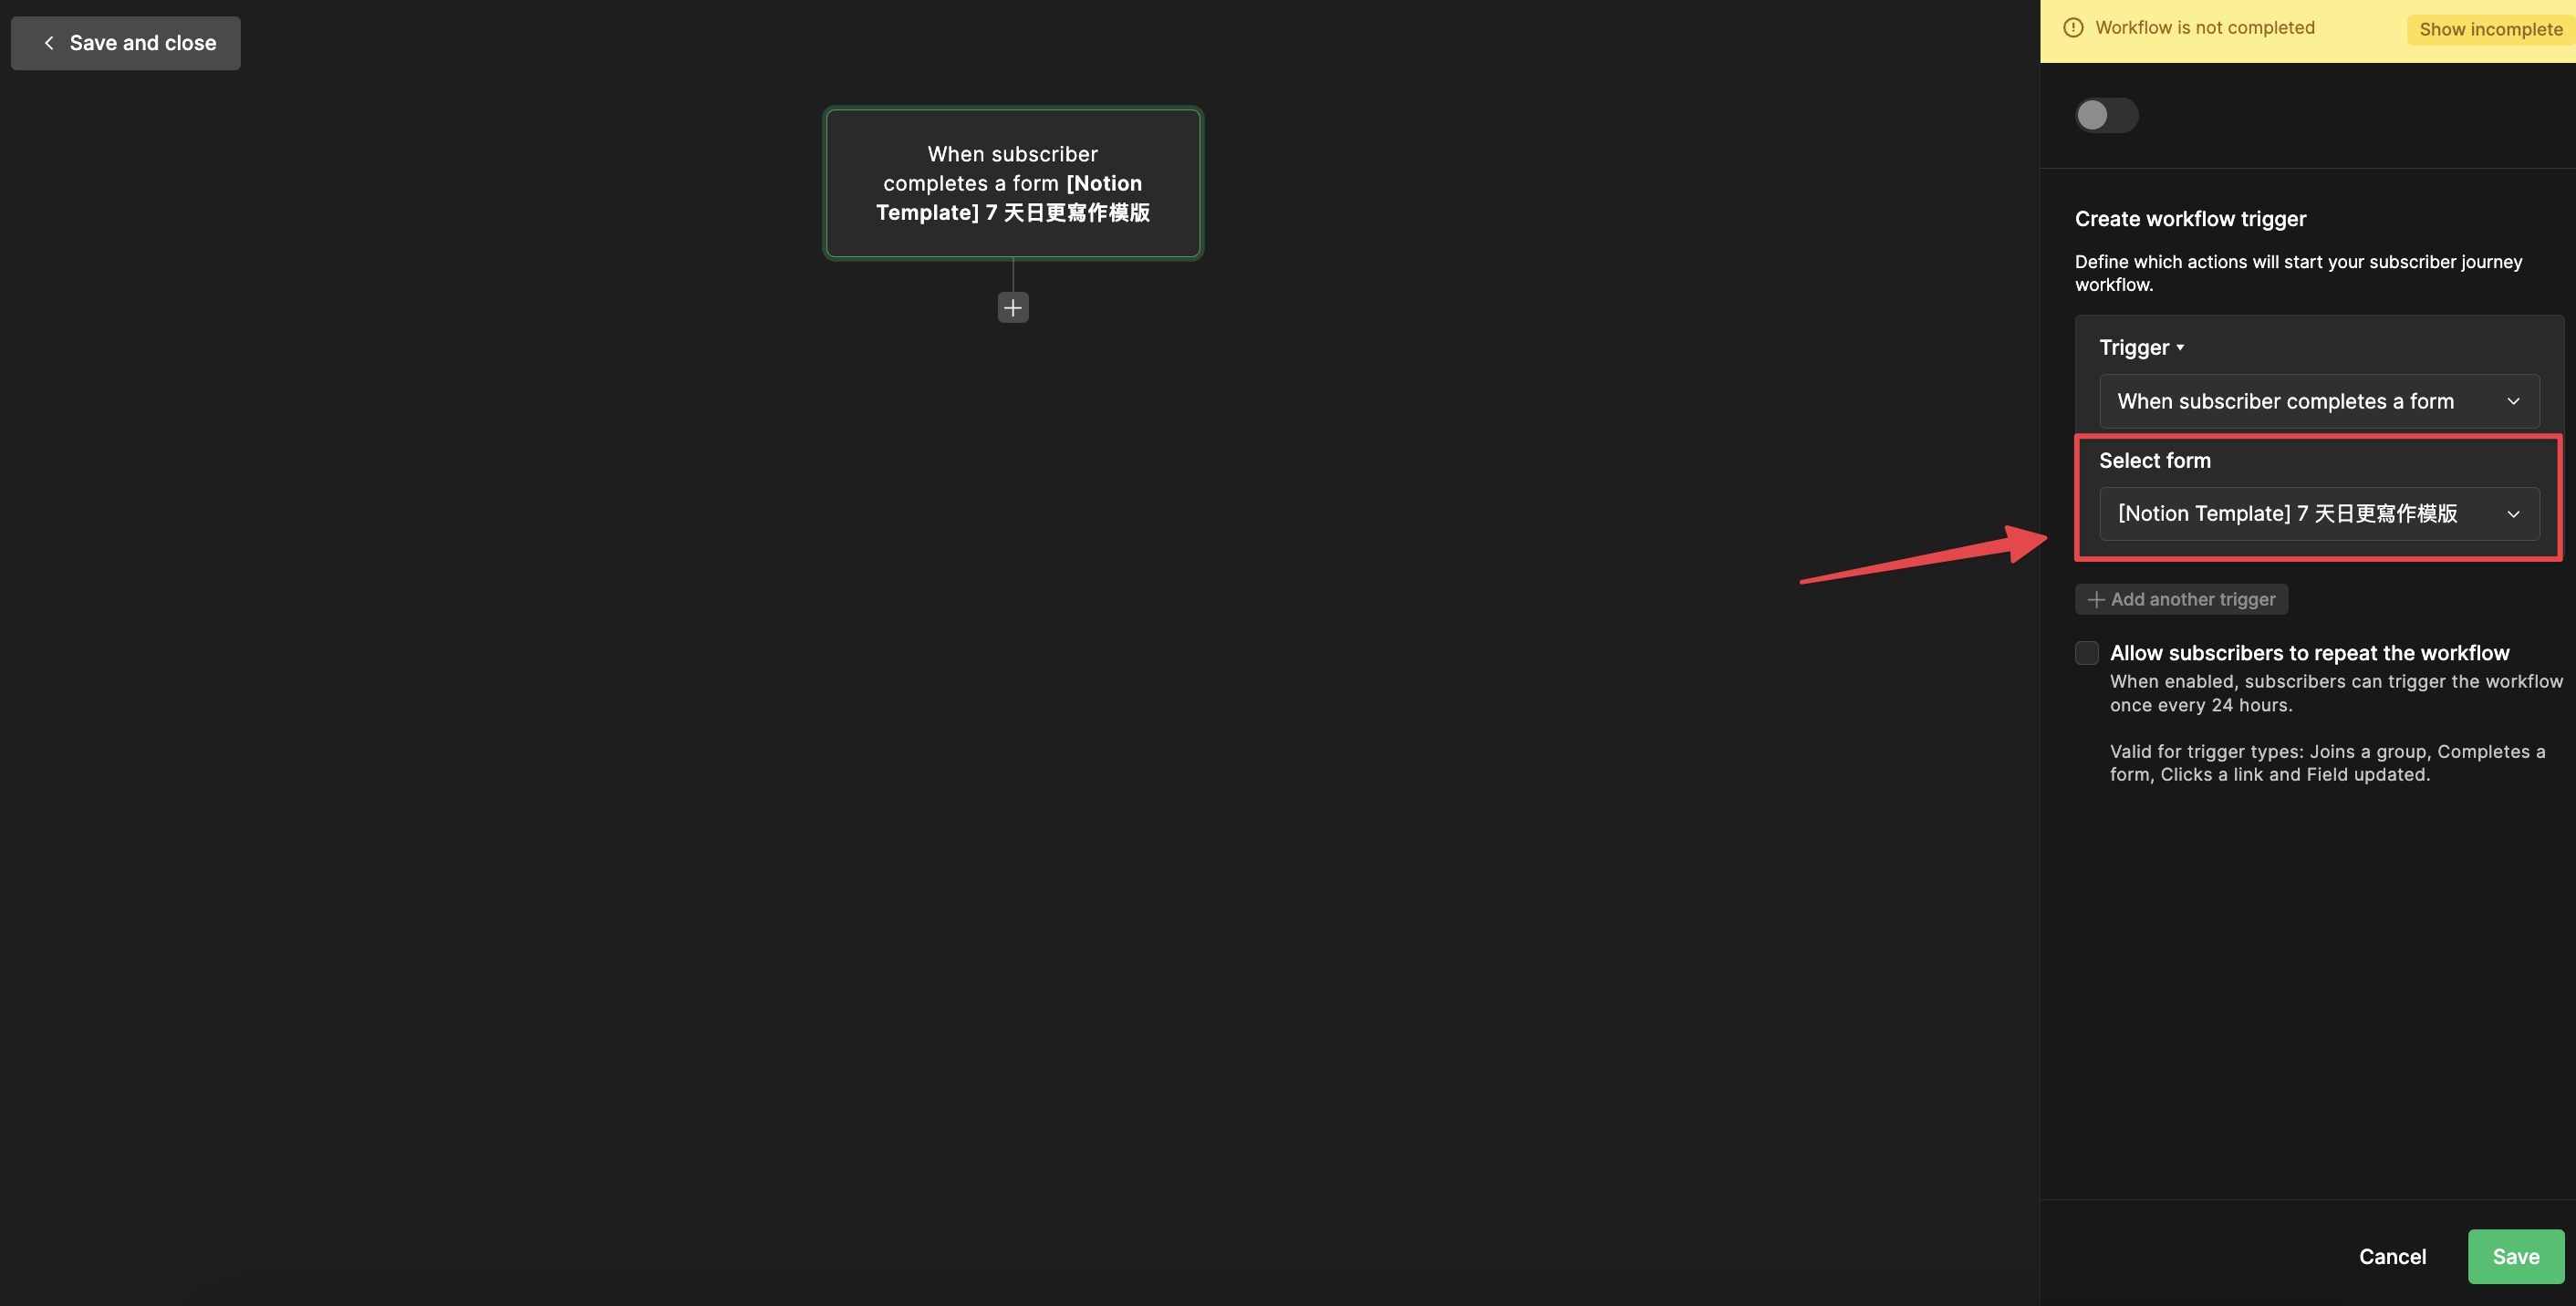 Save and close
Workflow is not completed
Show incomplete
When subscriber
completes a form [Notion
Template] 7 天日更寫作模版
Create workflow trigger
Define which actions will start your subscriber journey
workflow.
Trigger
When subscriber completes a form
Select form
[Notion Template] 7 天日更寫作模版
Add another trigger
Allow subscribers to repeat the workflow
When enabled, subscribers can trigger the workflow
once every 24 hours.
Valid for trigger types: Joins a group, Completes a
form, Clicks a link and Field updated.
Cancel
Save